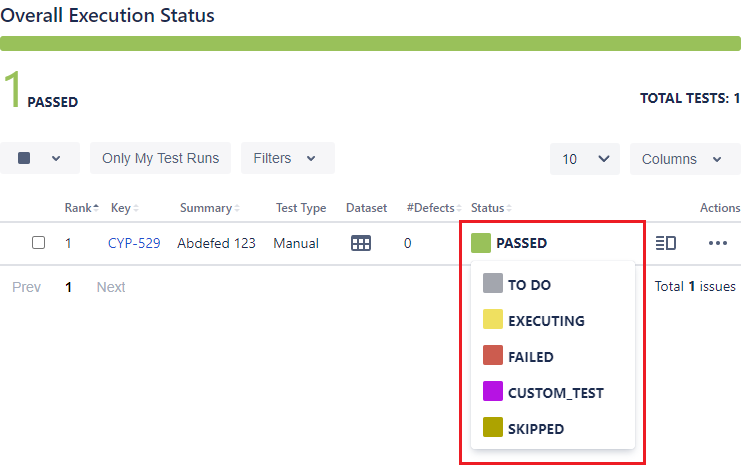 Overall Execution Status
1 PASSED
TOTAL TESTS: 1
Only My Test Runs Filters 10 Columns
Rank Key Summary Test Type Dataset #Defects Status Actions
1 CYP-529 Abdefed 123 Manual 0 PASSED
Prev 1 Next Total 1 issues
TO DO
EXECUTING
FAILED
CUSTOM_TEST
SKIPPED